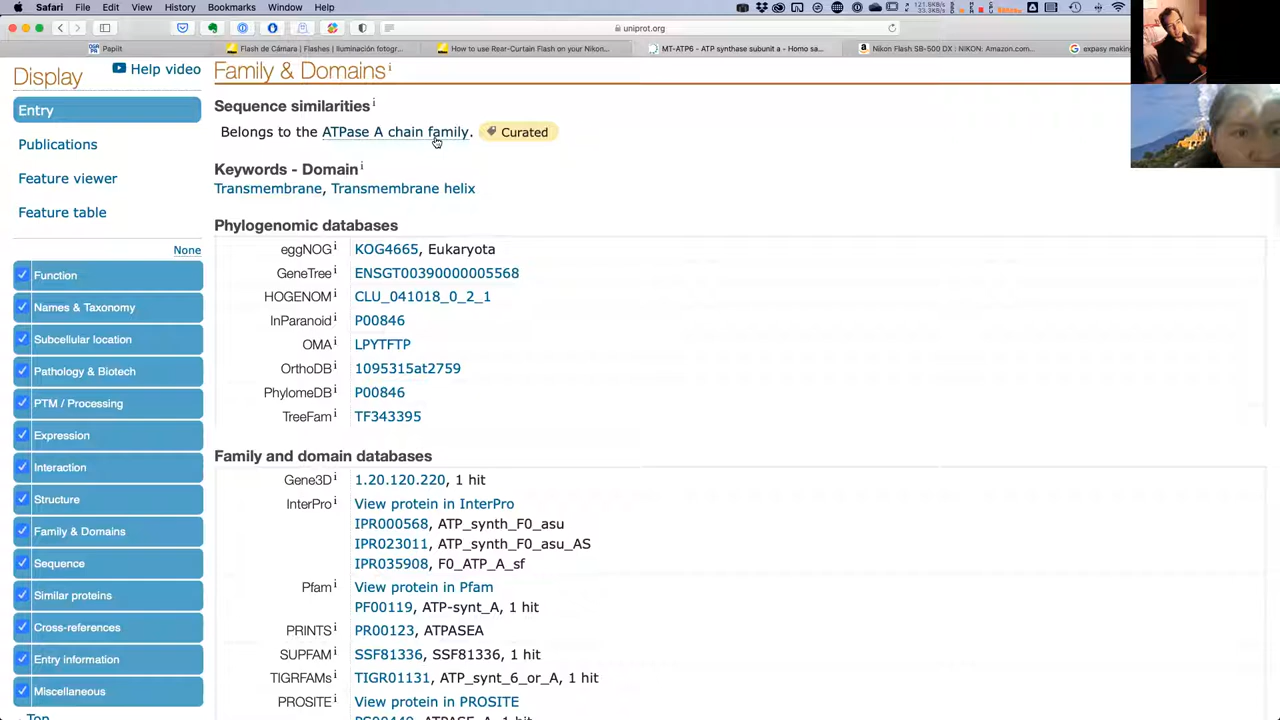 Safari File Edit View History Bookmarks Window Help
uniprot.org
Papiit Flash de Cámara | Flashes | Iluminación fotogr... How to use Rear-Curtain Flash on your Nikon... MT-ATP6 - ATP synthase subunit a - Homo sa... Nikon Flash SB-500 DX : NIKON: Amazon.com... expasy making
Display
Help video
Entry
Publications
Feature viewer
Feature table
None
Function
Names & Taxonomy
Subcellular location
Pathology & Biotech
PTM / Processing
Expression
Interaction
Structure
Family & Domains
Sequence
Similar proteins
Cross-references
Entry information
Miscellaneous
Top
Family & Domains i
Sequence similarities i
Belongs to the ATPase A chain family. Curated
Keywords - Domain i
Transmembrane, Transmembrane helix
Phylogenomic databases
eggNOG i KOG4665, Eukaryota
GeneTree i ENSGT00390000005568
HOGENOM i CLU_041018_0_2_1
InParanoid i P00846
OMA i LPYTFTP
OrthoDB i 1095315at2759
PhylomeDB i P00846
TreeFam i TF343395
Family and domain databases
Gene3D i 1.20.120.220, 1 hit
InterPro i View protein in InterPro
IPR000568, ATP_synth_F0_asu
IPR023011, ATP_synth_F0_asu_AS
IPR035908, F0_ATP_A_sf
Pfam i View protein in Pfam
PF00119, ATP-synt_A, 1 hit
PRINTS i PR00123, ATPASEA
SUPFAM i SSF81336, SSF81336, 1 hit
TIGRFAMs i TIGR01131, ATP_synt_6_or_A, 1 hit
PROSITE i View protein in PROSITE
PS00449, ATPASE_A, 1 hit